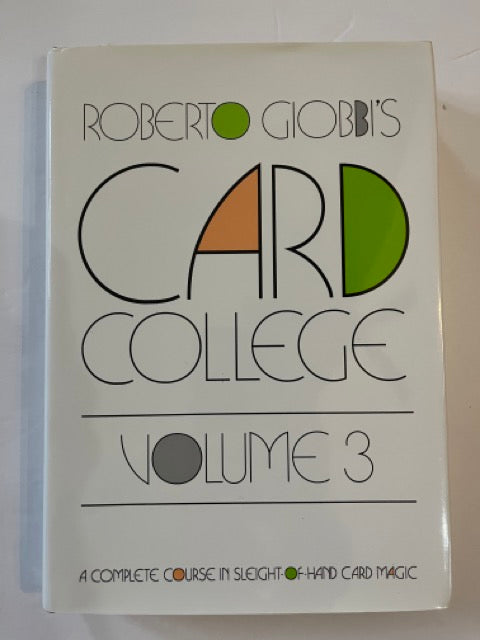 ROBERTO GIOBBI'S
CARD
COLLEGE
VOLUME 3
A COMPLETE COURSE IN SLEIGHT-OF-HAND CARD MAGIC